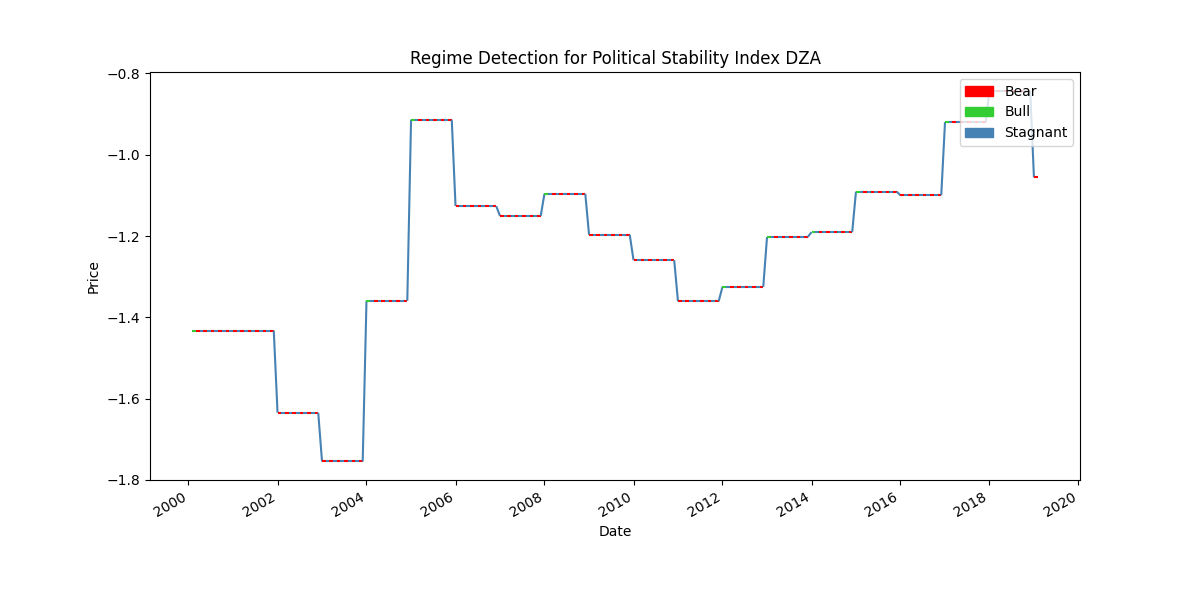 Regime Detection for Political Stability Index DZA
Bear
Bull
Stagnant
Price
−0.8
−1.0
−1.2
−1.4
−1.6
−1.8
2000
2002
2004
2006
2008
2010
2012
2014
2016
2018
2020
Date